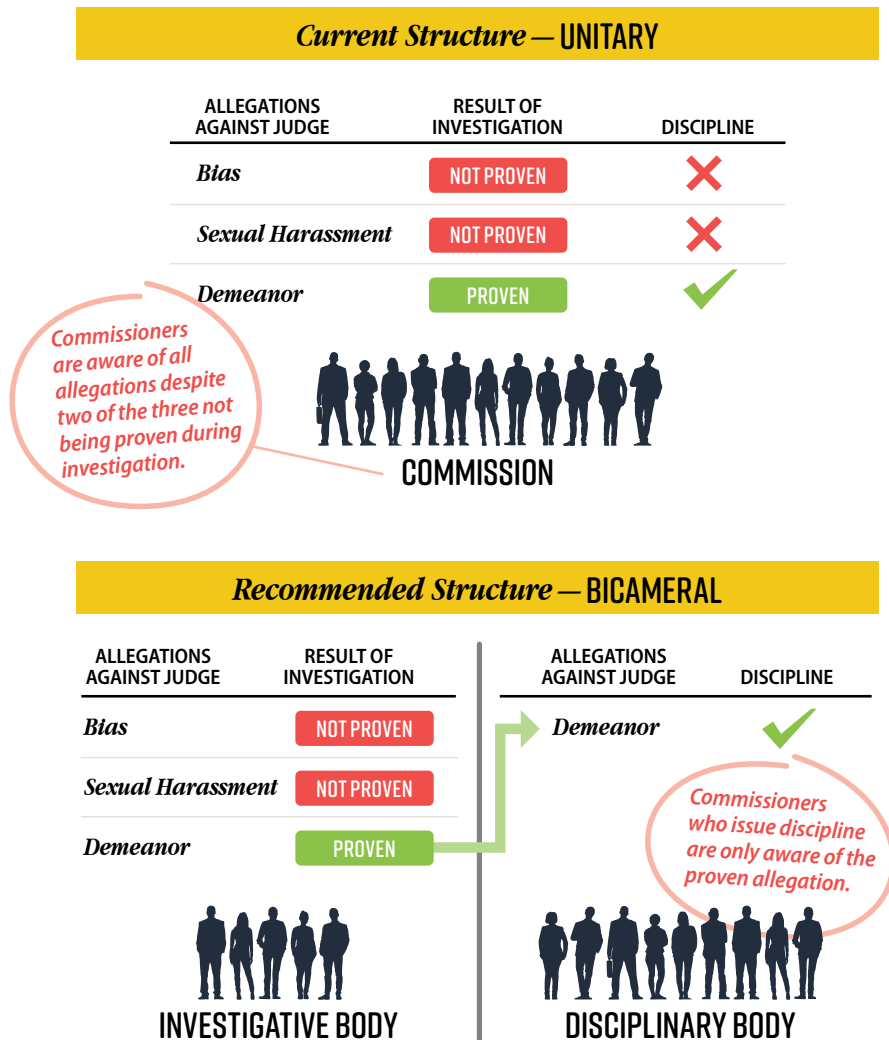 Current Structure — UNITARY
ALLEGATIONS
AGAINST JUDGE
RESULT OF
INVESTIGATION
DISCIPLINE
Bias
NOT PROVEN
Sexual Harassment
NOT PROVEN
Demeanor
PROVEN
Commissioners
are aware of all
allegations despite
two of the three not
being proven during
investigation.
COMMISSION
Recommended Structure — BICAMERAL
ALLEGATIONS
AGAINST JUDGE
RESULT OF
INVESTIGATION
Bias
NOT PROVEN
Sexual Harassment
NOT PROVEN
Demeanor
PROVEN
INVESTIGATIVE BODY
ALLEGATIONS
AGAINST JUDGE
DISCIPLINE
Demeanor
Commissioners
who issue discipline
are only aware of the
proven allegation.
DISCIPLINARY BODY